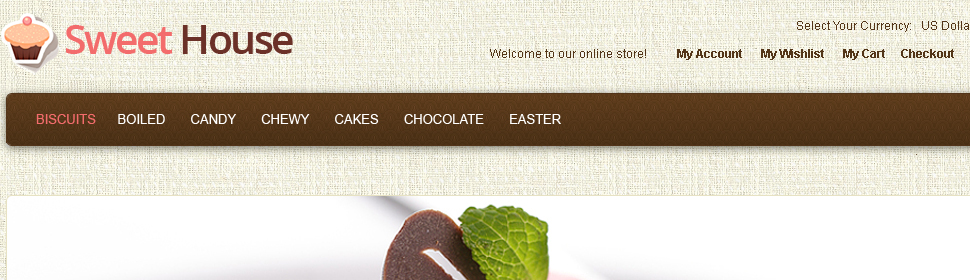 Sweet House
Select Your Currency: US Dolla
Welcome to our online store! My Account My Wishlist My Cart Checkout
BISCUITS BOILED CANDY CHEWY CAKES CHOCOLATE EASTER